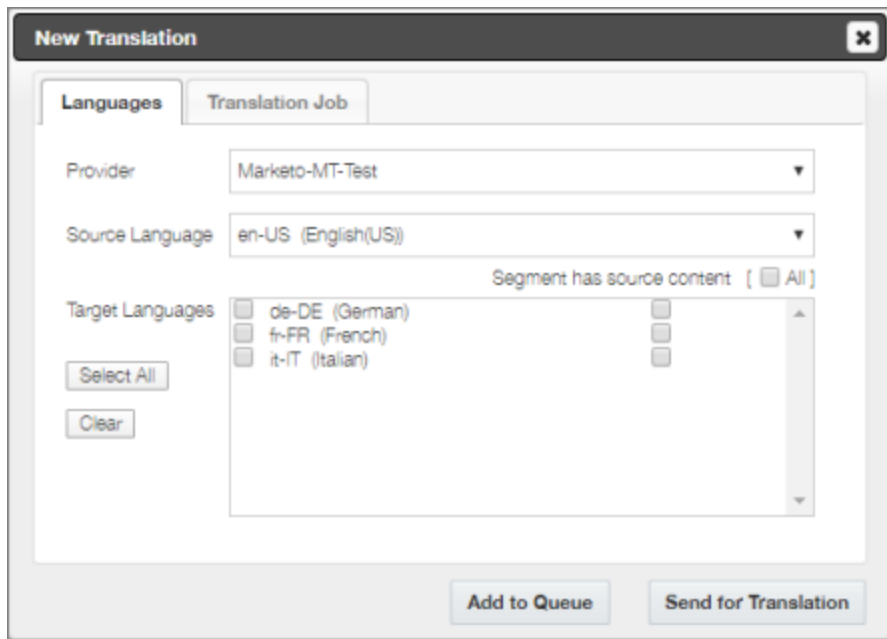 New Translation
Languages Translation Job
Provider Marketo-MT-Test
Source Language en-US (English(US))
Segment has source content [ All ]
Target Languages de-DE (German)
fr-FR (French)
it-IT (Italian)
Select All
Clear
Add to Queue Send for Translation